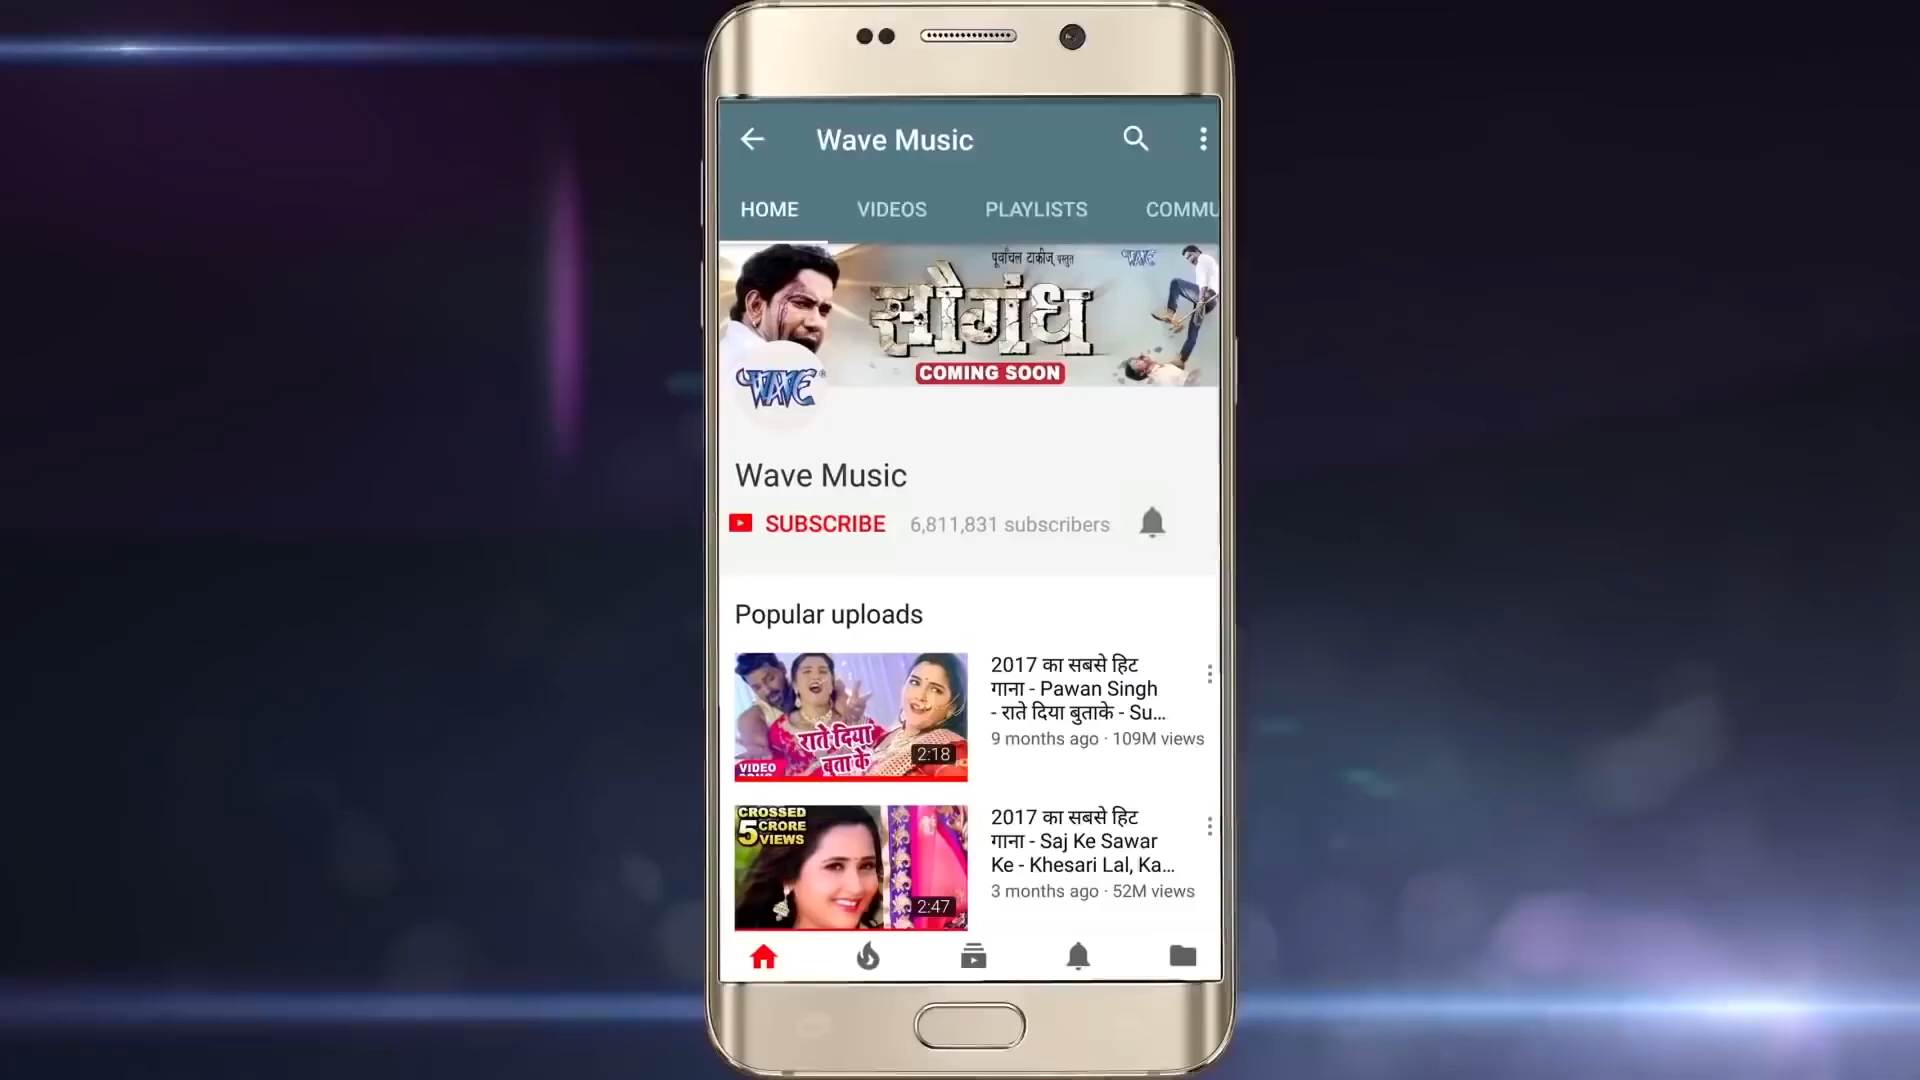 Wave Music
HOME VIDEOS PLAYLISTS COMMU
पूर्वांचल टाकीज् प्रस्तुत
WAVE
सौगंध
COMING SOON
WAVE®
Wave Music
SUBSCRIBE 6,811,831 subscribers
Popular uploads
2017 का सबसे हिट
गाना - Pawan Singh
- राते दिया बुताके - Su...
9 months ago · 109M views
राते दिया
बुता के
VIDEO
2:18
2017 का सबसे हिट
गाना - Saj Ke Sawar
Ke - Khesari Lal, Ka...
3 months ago · 52M views
CROSSED
5 CRORE
VIEWS
2:47